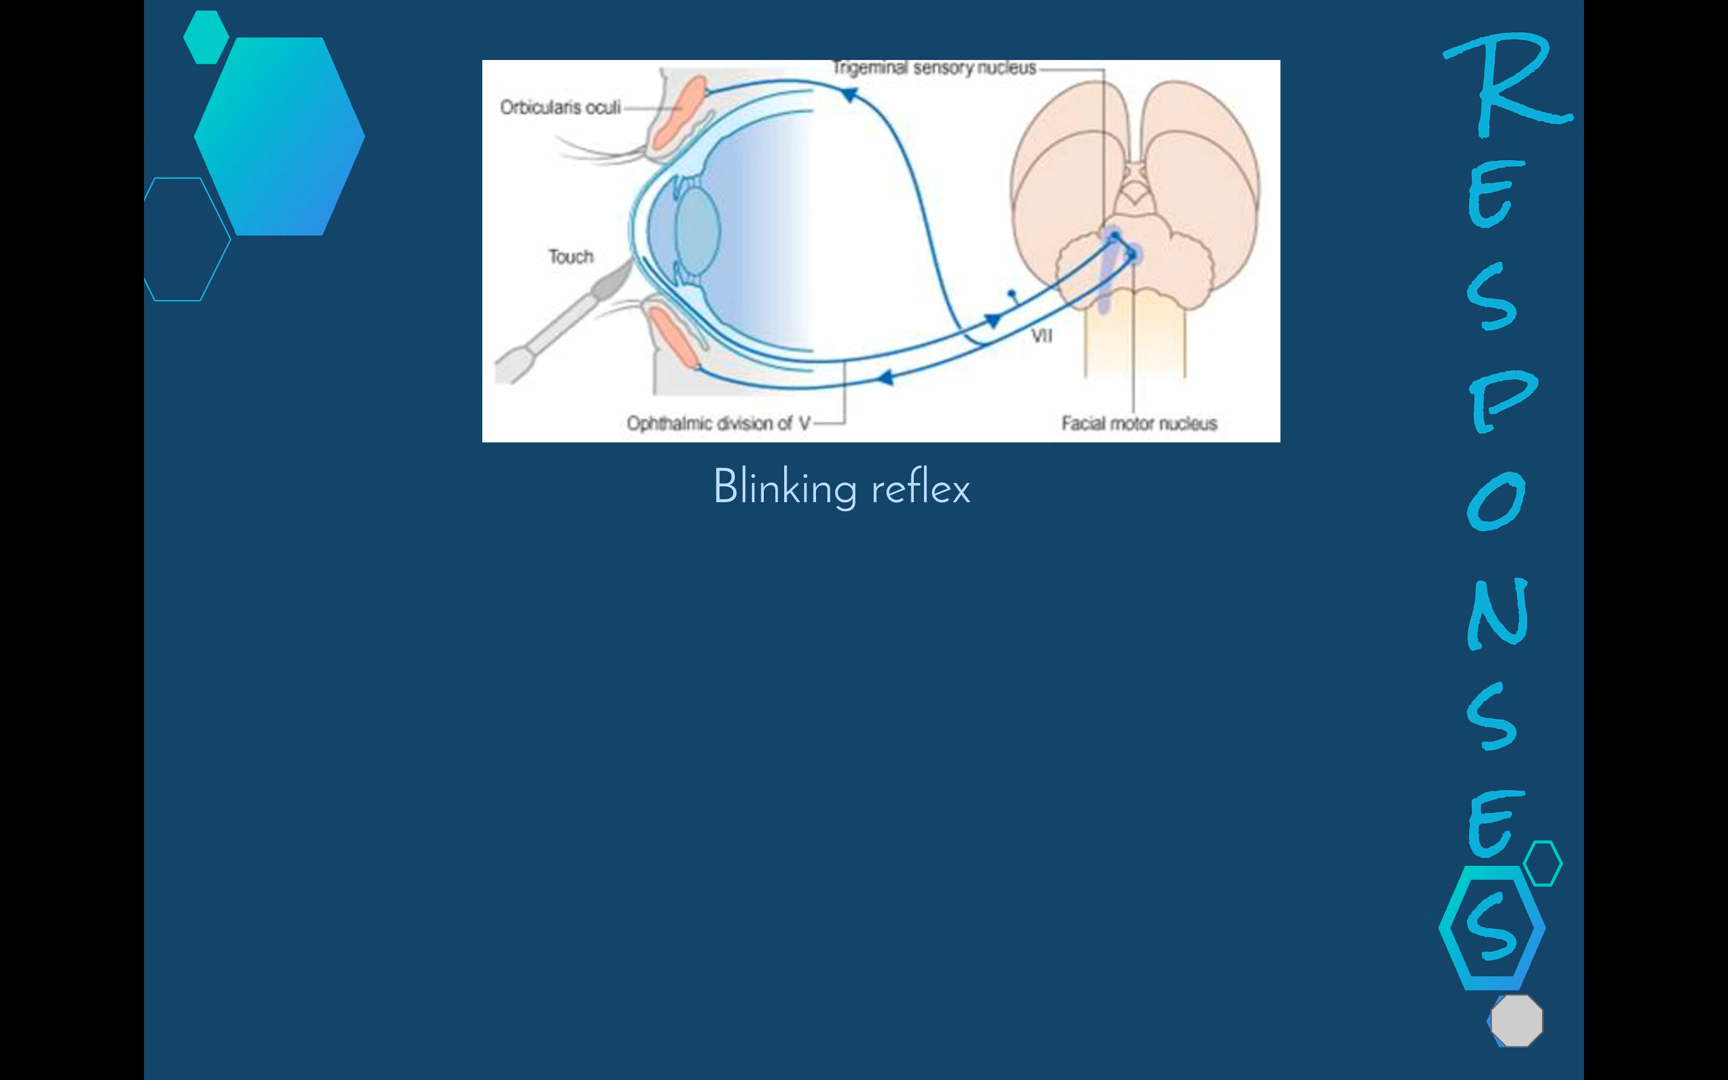 Trigeminal sensory nucleus
Orbicularis oculi
Touch
VII
Ophthalmic division of V
Facial motor nucleus
Blinking reflex
RESPONSES